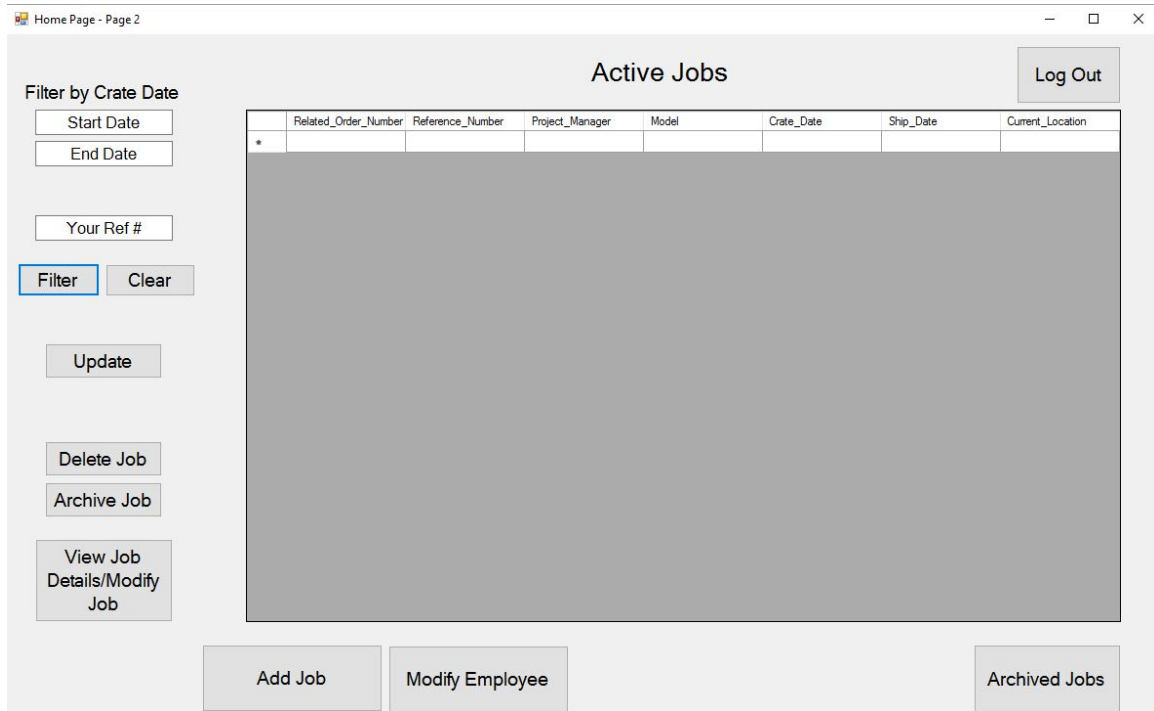 Home Page - Page 2
Active Jobs
Log Out
Filter by Crate Date
Start Date
End Date
Your Ref #
Filter Clear
Update
Delete Job
Archive Job
View Job
Details/Modify
Job
Related_Order_Number Reference_Number Project_Manager Model Crate_Date Ship_Date Current_Location
*
Add Job Modify Employee Archived Jobs